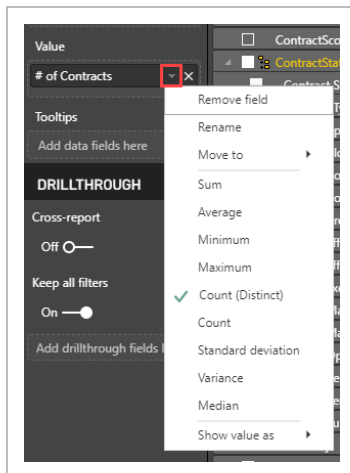 Value
# of Contracts
Tooltips
Add data fields here
DRILLTHROUGH
Cross-report
Off
Keep all filters
On
Add drillthrough fields
ContractSco
ContractStat
Contract S
Remove field
Rename
Move to
Sum
Average
Minimum
Maximum
Count (Distinct)
Count
Standard deviation
Variance
Median
Show value as